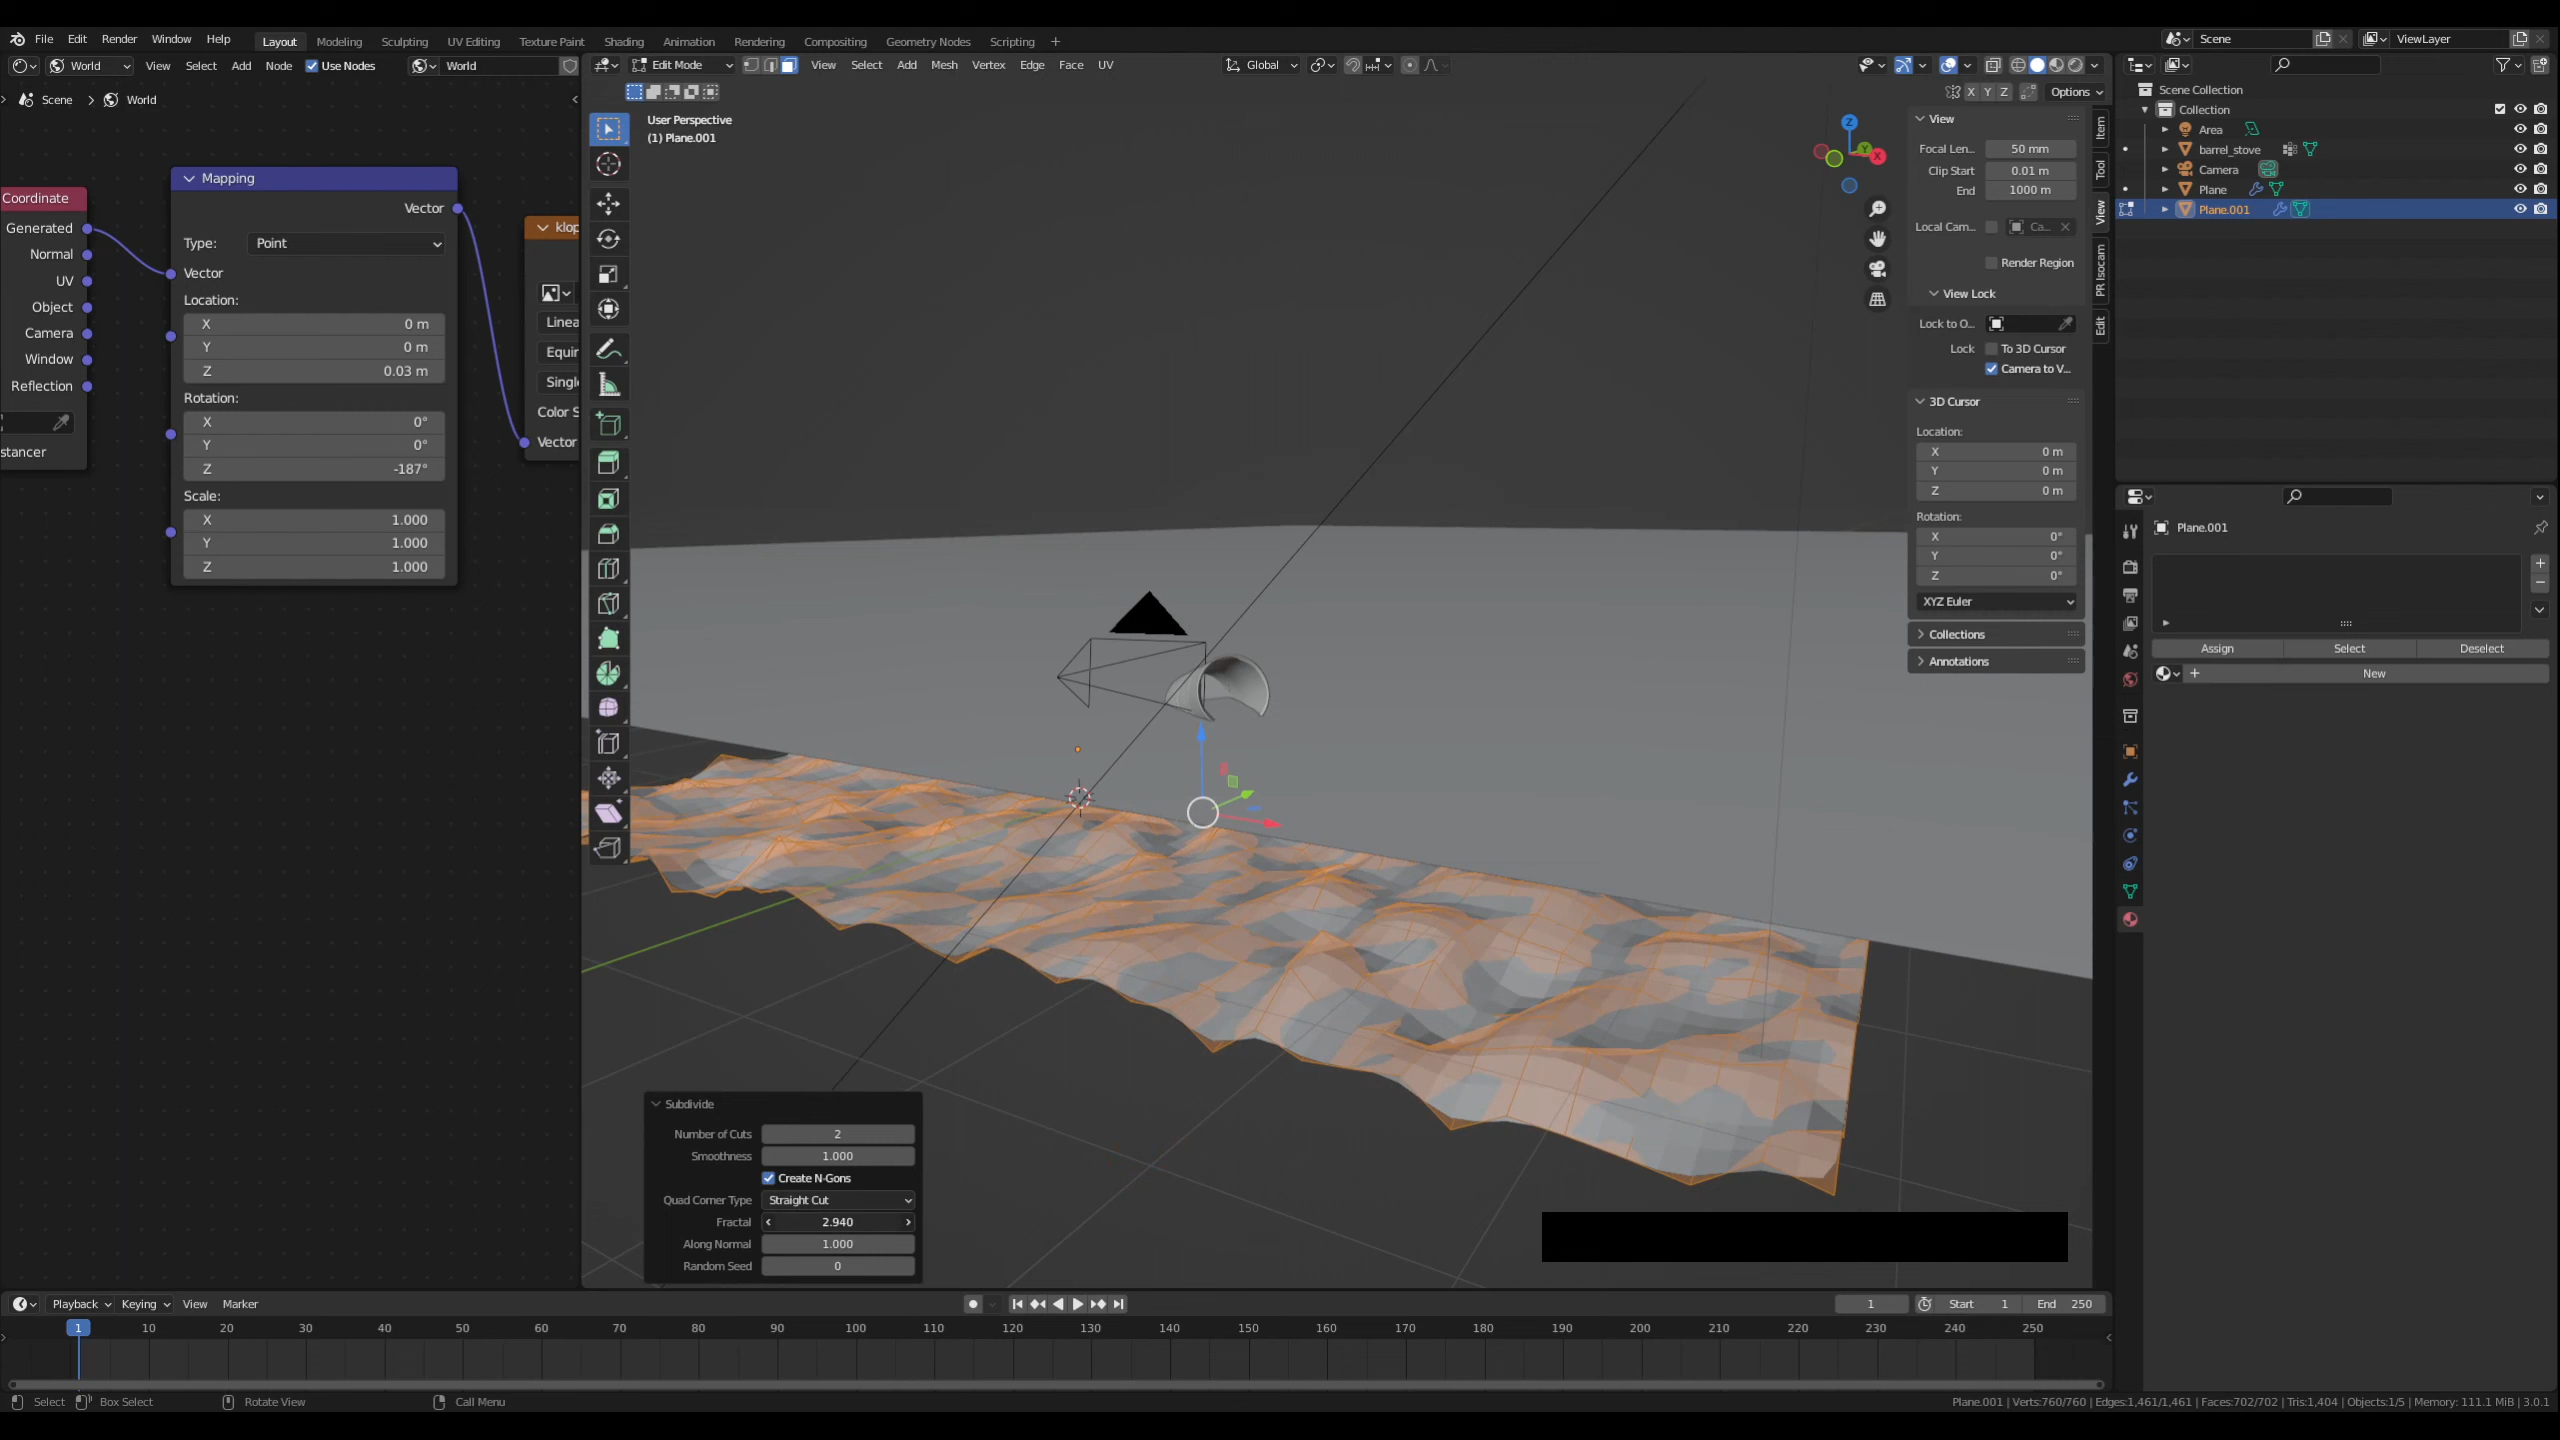 File Edit Render Window Help Layout Modeling Sculpting UV Editing Texture Paint Shading Animation Rendering Compositing Geometry Nodes Scripting + Scene ViewLayer
World View Select Add Node Use Nodes World
Edit Mode View Select Add Mesh Vertex Edge Face UV Global
X Y Z Options
Scene > World
User Perspective
(1) Plane.001
Coordinate
Generated
Normal
UV
Object
Camera
Window
Reflection
stancer
Mapping
Vector
Type: Point
Vector
Location:
X 0 m
Y 0 m
Z 0.03 m
Rotation:
X 0°
Y 0°
Z -187°
Scale:
X 1.000
Y 1.000
Z 1.000
klop
Linea
Equir
Singl
Color S
Vector
Z
Y
X
View
Focal Len... 50 mm
Clip Start 0.01 m
End 1000 m
Local Cam... Ca...
Render Region
View Lock
Lock to O...
Lock To 3D Cursor
Camera to V...
3D Cursor
Location:
X 0 m
Y 0 m
Z 0 m
Rotation:
X 0°
Y 0°
Z 0°
XYZ Euler
Collections
Annotations
Item
Tool
View
PR Isocam
Edit
Scene Collection
Collection
Area
barrel_stove
Camera
Plane
Plane.001
Plane.001
Assign Select Deselect
New
Subdivide
Number of Cuts 2
Smoothness 1.000
Create N-Gons
Quad Corner Type Straight Cut
Fractal 2.940
Along Normal 1.000
Random Seed 0
Playback Keying View Marker 1 Start 1 End 250
1 10 20 30 40 50 60 70 80 90 100 110 120 130 140 150 160 170 180 190 200 210 220 230 240 250
Select Box Select Rotate View Call Menu Plane.001 | Verts:760/760 | Edges:1,461/1,461 | Faces:702/702 | Tris:1,404 | Objects:1/5 | Memory: 111.1 MiB | 3.0.1